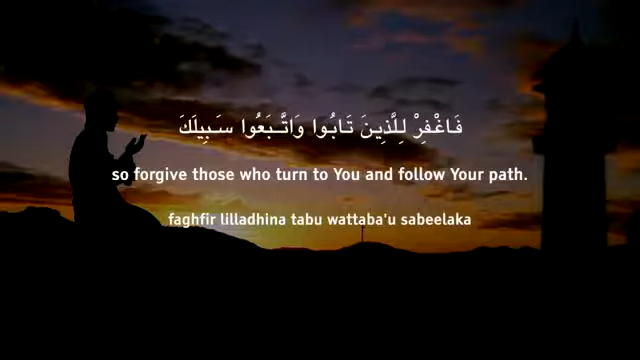 فَاغْفِرْ لِلَّذِينَ تَابُوا وَاتَّبَعُوا سَبِيلَكَ
so forgive those who turn to You and follow Your path.
faghfir lilladhina tabu wattaba'u sabeelaka